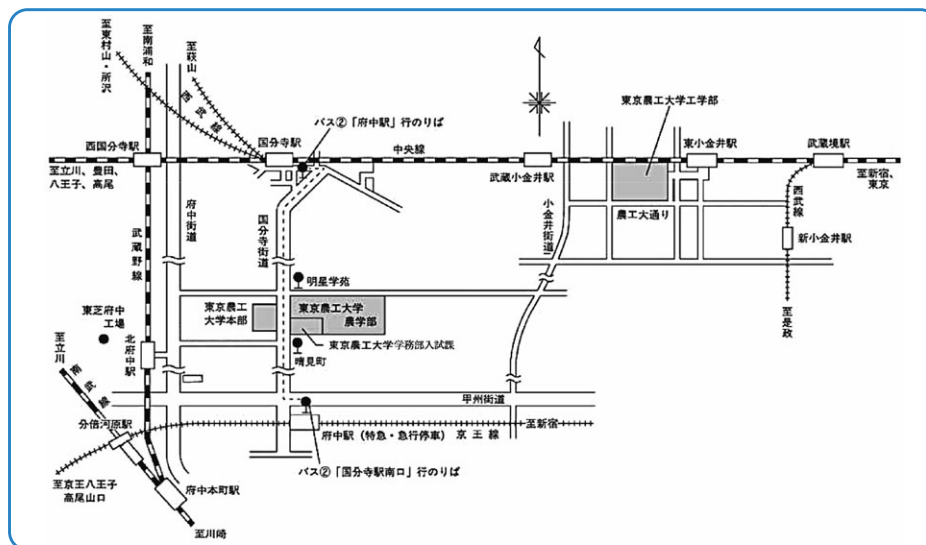 至東村山・所沢
至南浦和
至萩山
西武線
バス②「府中駅」行のりば
東京農工大学工学部
西国分寺駅
国分寺駅
中央線
東小金井駅
武蔵境駅
至立川、豊田、
八王子、高尾
武蔵小金井駅
至新宿、
東京
府中街道
国分寺街道
小金井街道
農工大通り
西武線
新小金井駅
武蔵野線
明星学苑
東芝府中
工場
東京農工
大学本部
東京農工大学
農学部
至是政
至立川
北府中駅
東京農工大学学務部入試課
晴見町
南武線
甲州街道
分倍河原駅
府中駅（特急・急行停車）
京王線
至新宿
バス②「国分寺駅南口」行のりば
至京王八王子
高尾山口
府中本町駅
至川崎